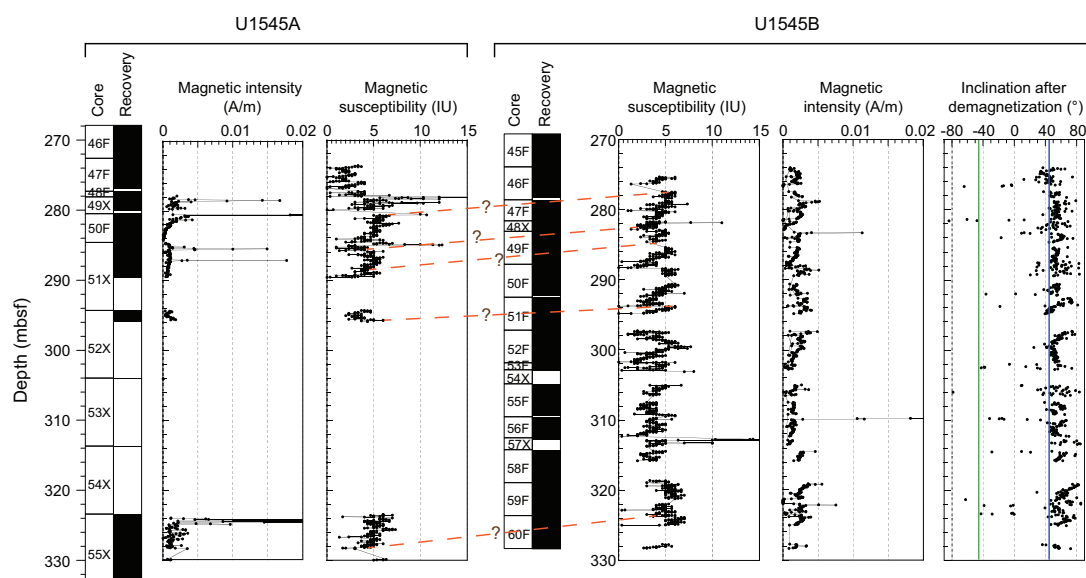 U1545A
U1545B
Core
Recovery
Magnetic intensity
(A/m)
Magnetic
susceptibility (IU)
Core
Recovery
Magnetic
susceptibility (IU)
Magnetic
intensity (A/m)
Inclination after
demagnetization (°)
0 0.01 0.02
0 5 10 15
0 5 10 15
0 0.01 0.02
-80 -40 0 40 80
Depth (mbsf)
270
280
290
300
310
320
330
46F
47F
48F
49X
50F
51X
52X
53X
54X
55X
?
?
?
?
?
45F
46F
47F
48X
49F
50F
51F
52F
53F
54X
55F
56F
57X
58F
59F
60F